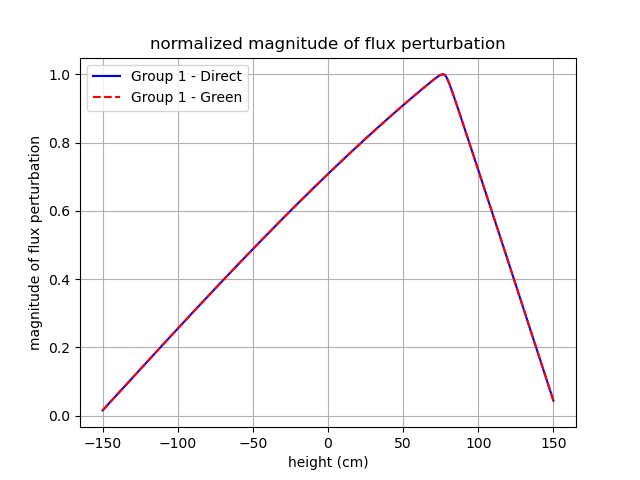 normalized magnitude of flux perturbation
Group 1 - Direct
Group 1 - Green
magnitude of flux perturbation
1.0
0.8
0.6
0.4
0.2
0.0
−150 −100 −50 0 50 100 150
height (cm)